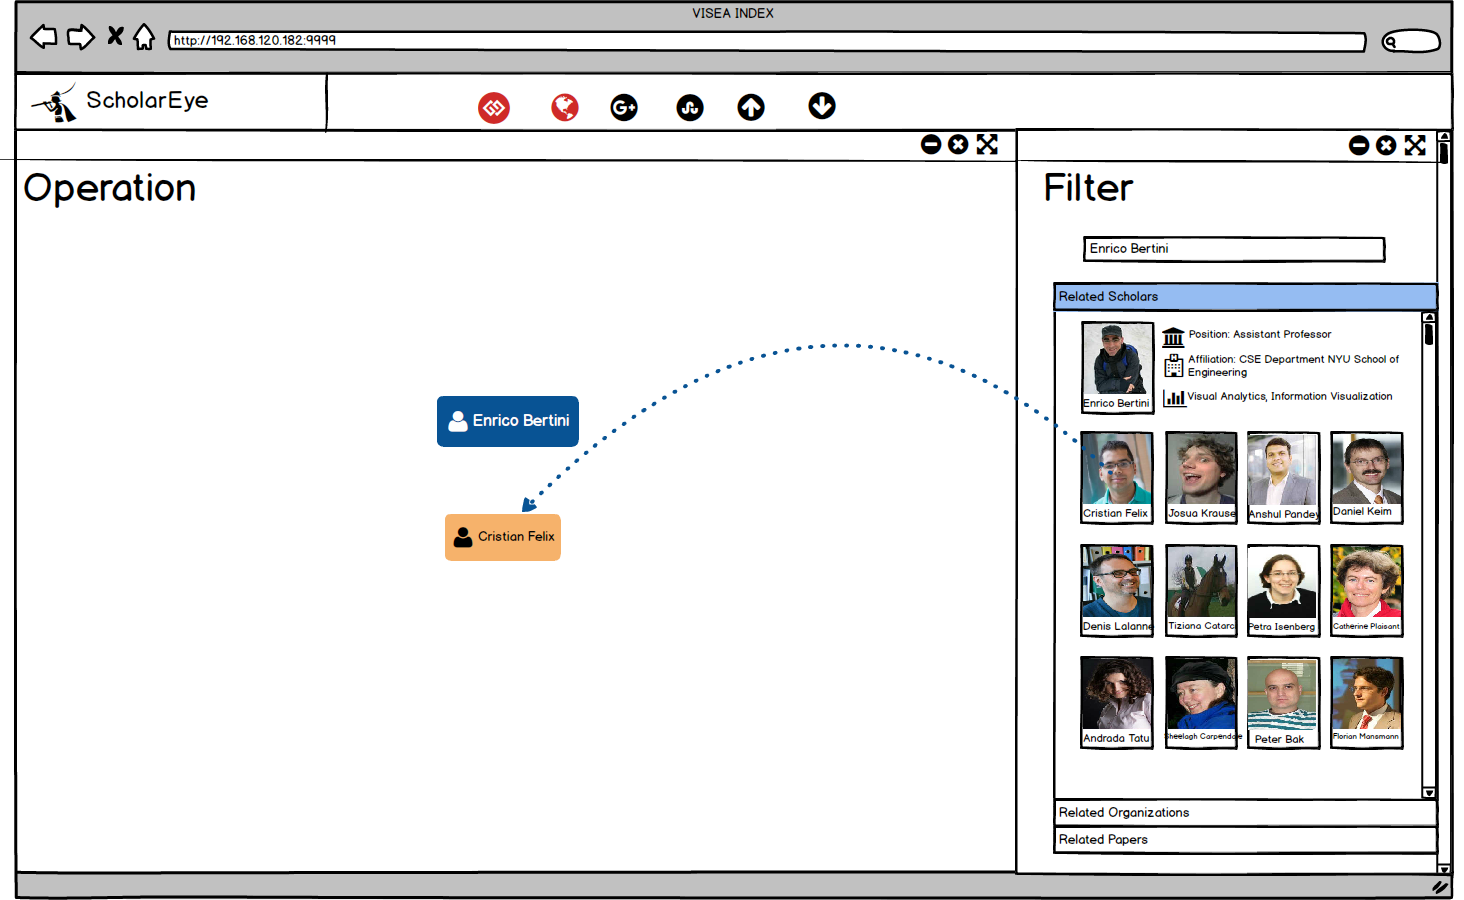 VISEA INDEX
http://192.168.120.182:9999
ScholarEye
G+
Operation
Filter
Enrico Bertini
Related Scholars
Position: Assistant Professor
Affiliation: CSE Department NYU School of
Engineering
Visual Analytics, Information Visualization
Enrico Bertini
Enrico Bertini
Cristian Felix
Cristian Felix
Josua Krause
Anshul Pandey
Daniel Keim
Denis Lalanne
Tiziana Catarc
Petra Isenberg
Catherine Plaisant
Andrada Tatu
Sheelagh Carpendale
Peter Bak
Florian Mansmann
Related Organizations
Related Papers